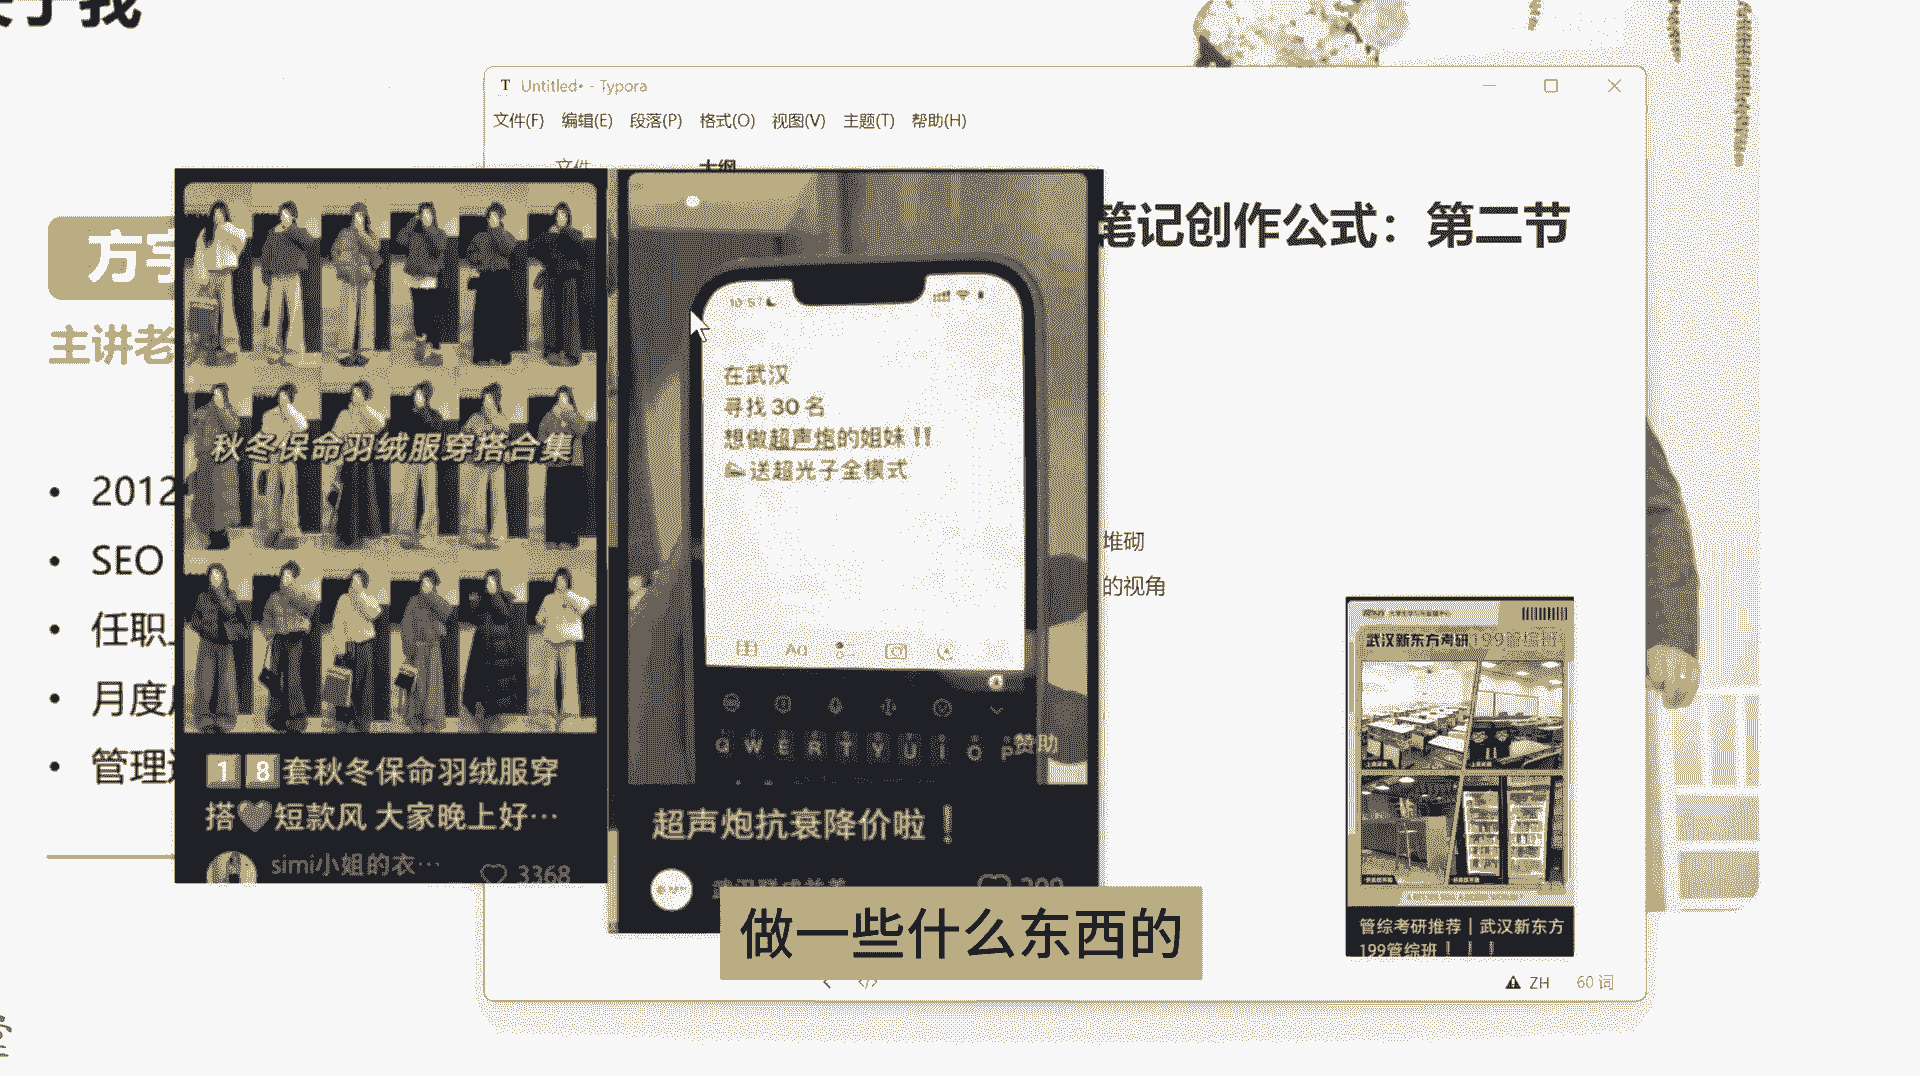 于我
Untitled• - Typora
文件(F) 编辑(E) 段落(P) 格式(O) 视图(V) 主题(T) 帮助(H)
文件 大纲
笔记创作公式：第二节
方宇
主讲老
2012
SEO
任职
月度
管理
堆砌
的视角
秋冬保命羽绒服穿搭合集
18套秋冬保命羽绒服穿
搭🖤短款风 大家晚上好…
simi小姐的衣…
3368
10:57
在武汉
寻找 30 名
想做超声炮的姐妹 !!
送超光子全模式
Aa
Q W E R T Y U I O P
赞助
超声炮抗衰降价啦！
武汉新东方考研199管综班
管综考研推荐｜武汉新东方
199管综班！！！
做一些什么东西的
ZH 60 词